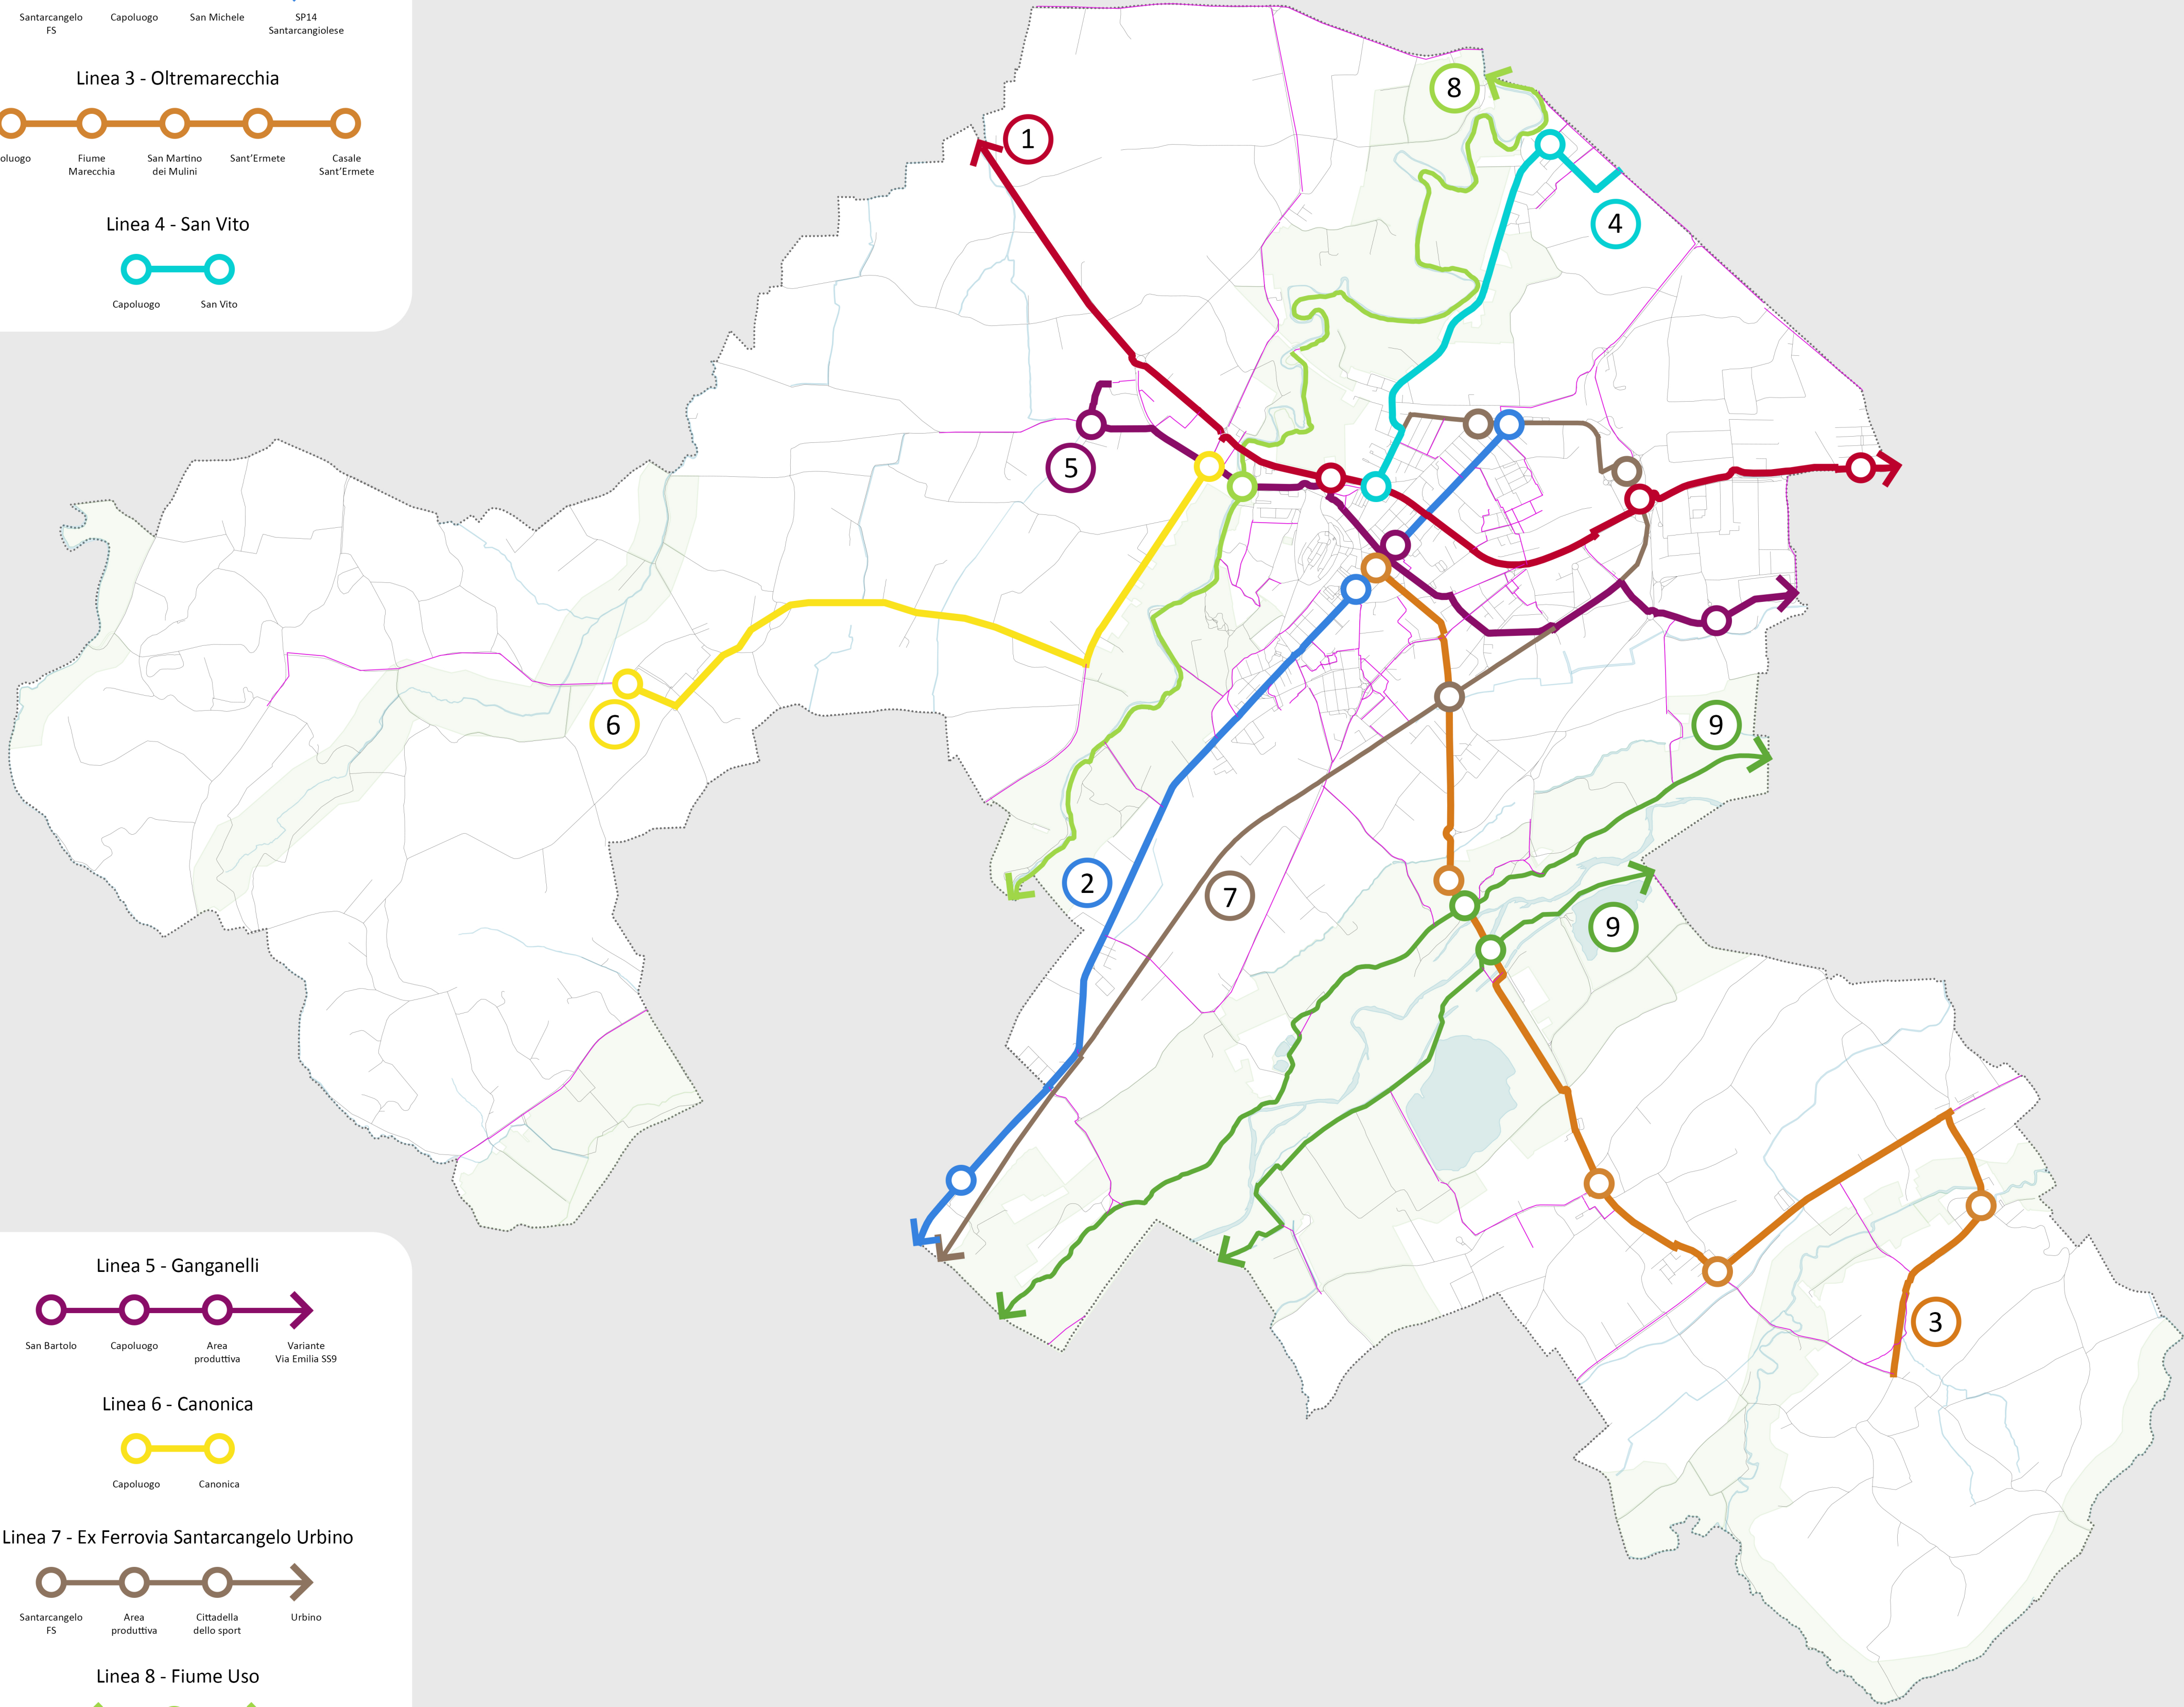 Santarcangelo
FS
Capoluogo
San Michele
SP14
Santarcangiolese
Linea 3 - Oltremarecchia
oluogo
Fiume
Marecchia
San Martino
dei Mulini
Sant'Ermete
Casale
Sant'Ermete
Linea 4 - San Vito
Capoluogo
San Vito
Linea 5 - Ganganelli
San Bartolo
Capoluogo
Area
produttiva
Variante
Via Emilia SS9
Linea 6 - Canonica
Capoluogo
Canonica
Linea 7 - Ex Ferrovia Santarcangelo Urbino
Santarcangelo
FS
Area
produttiva
Cittadella
dello sport
Urbino
Linea 8 - Fiume Uso
8
1
4
5
6
9
2
7
9
3